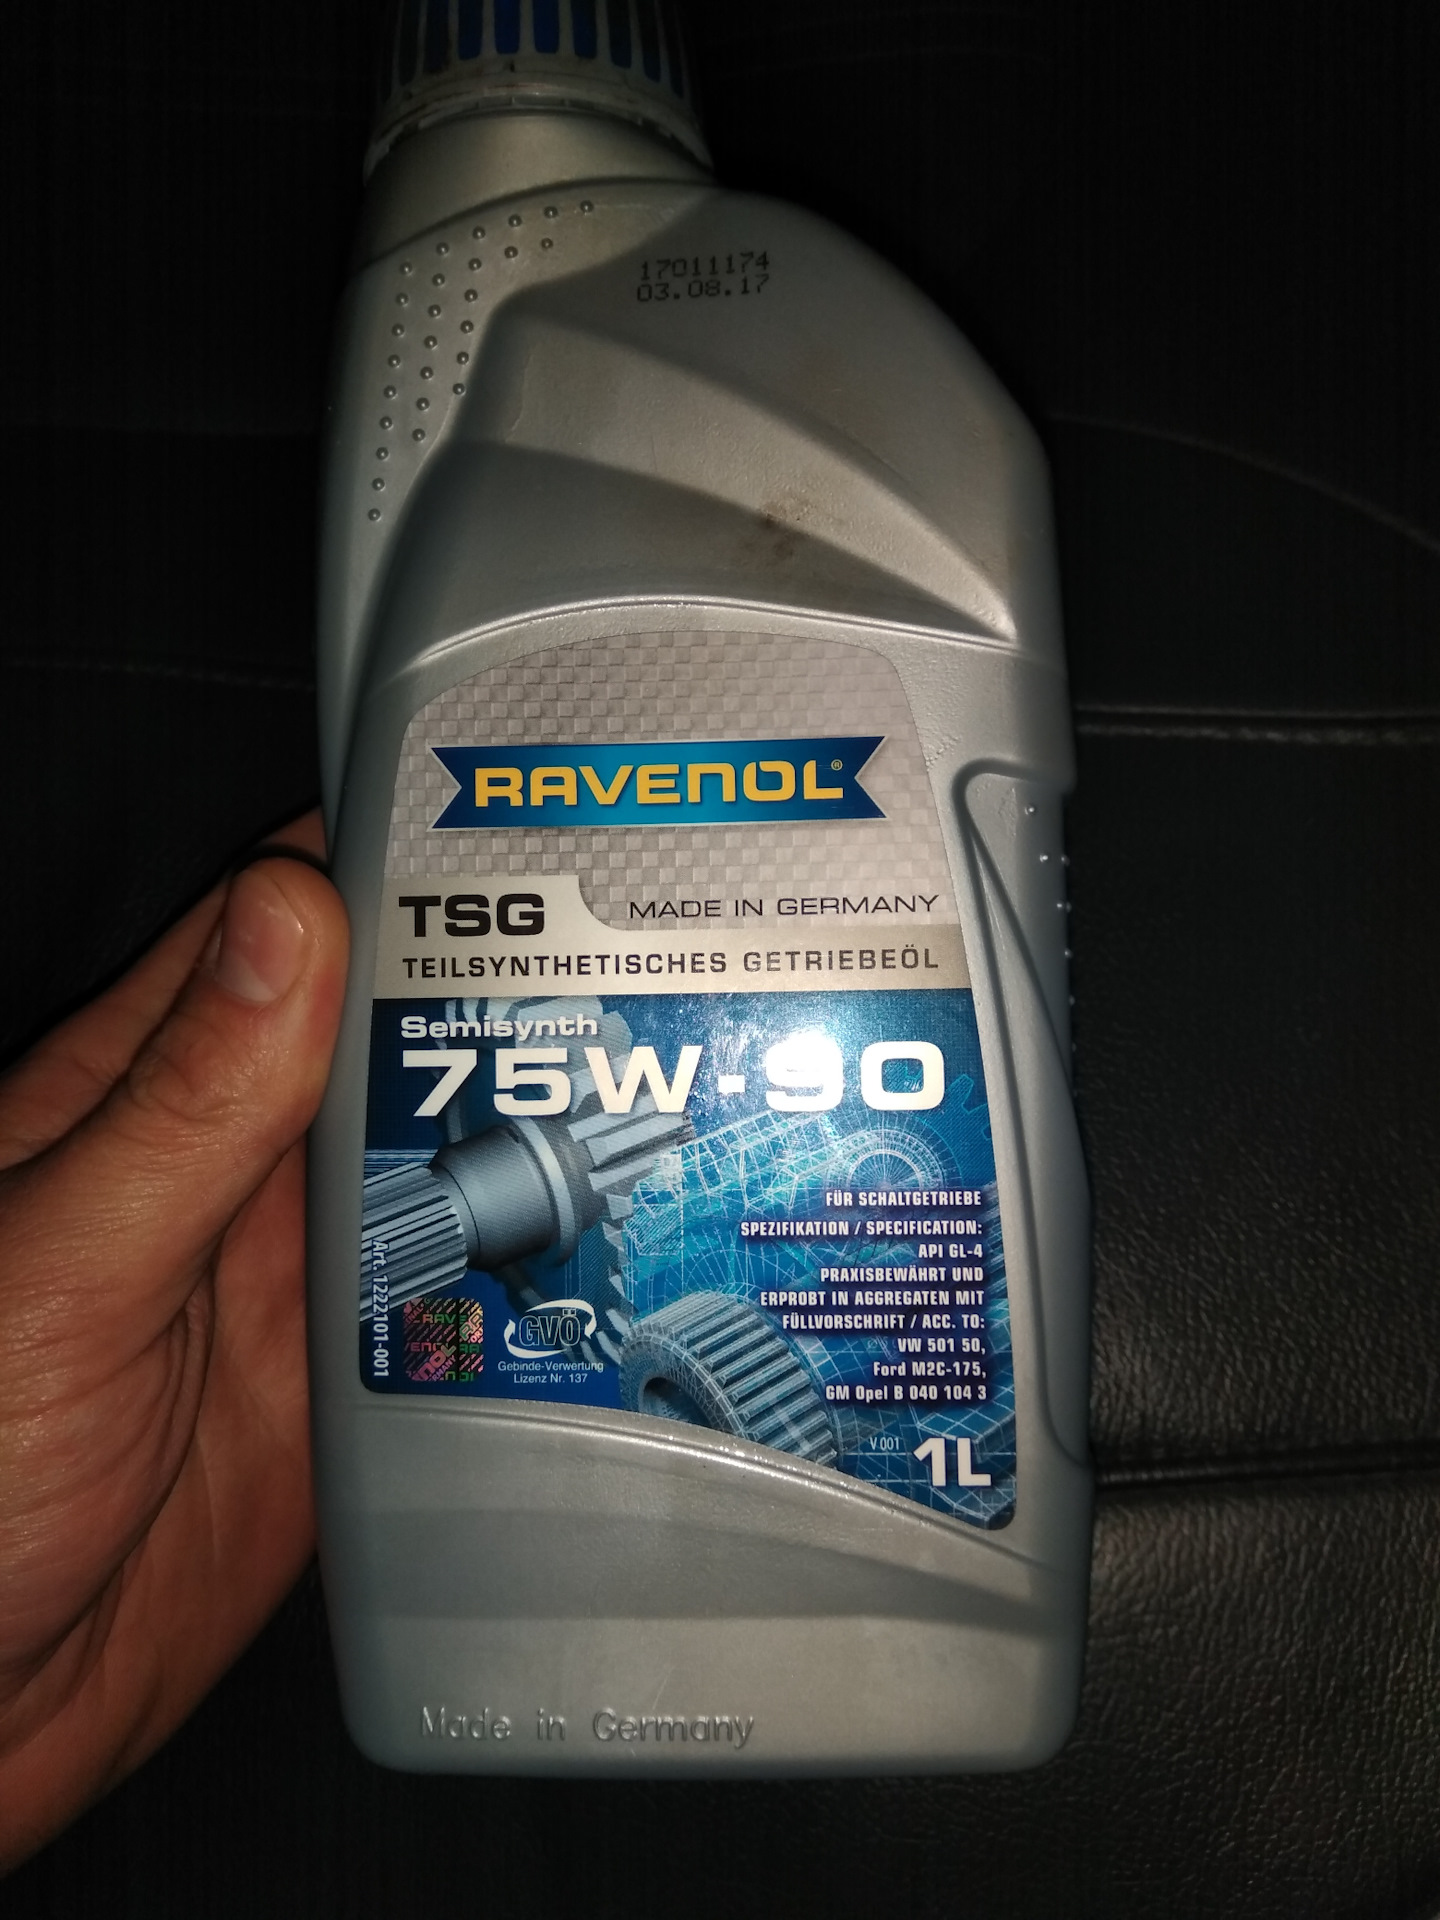 17011174
03.08.17
RAVENOL®
TSG
MADE IN GERMANY
TEILSYNTHETISCHES GETRIEBEÖL
Semisynth
75W-90
FÜR SCHALTGETRIEBE
SPEZIFIKATION / SPECIFICATION:
API GL-4
PRAXISBEWÄHRT UND
ERPROBT IN AGGREGATEN MIT
FÜLLVORSCHRIFT / ACC. TO:
VW 501 50,
Ford M2C-175,
GM Opel B 040 104 3
Art. 1222101-001
GVÖ
Gebinde-Verwertung
Lizenz Nr. 137
V 001
1L
Made in Germany